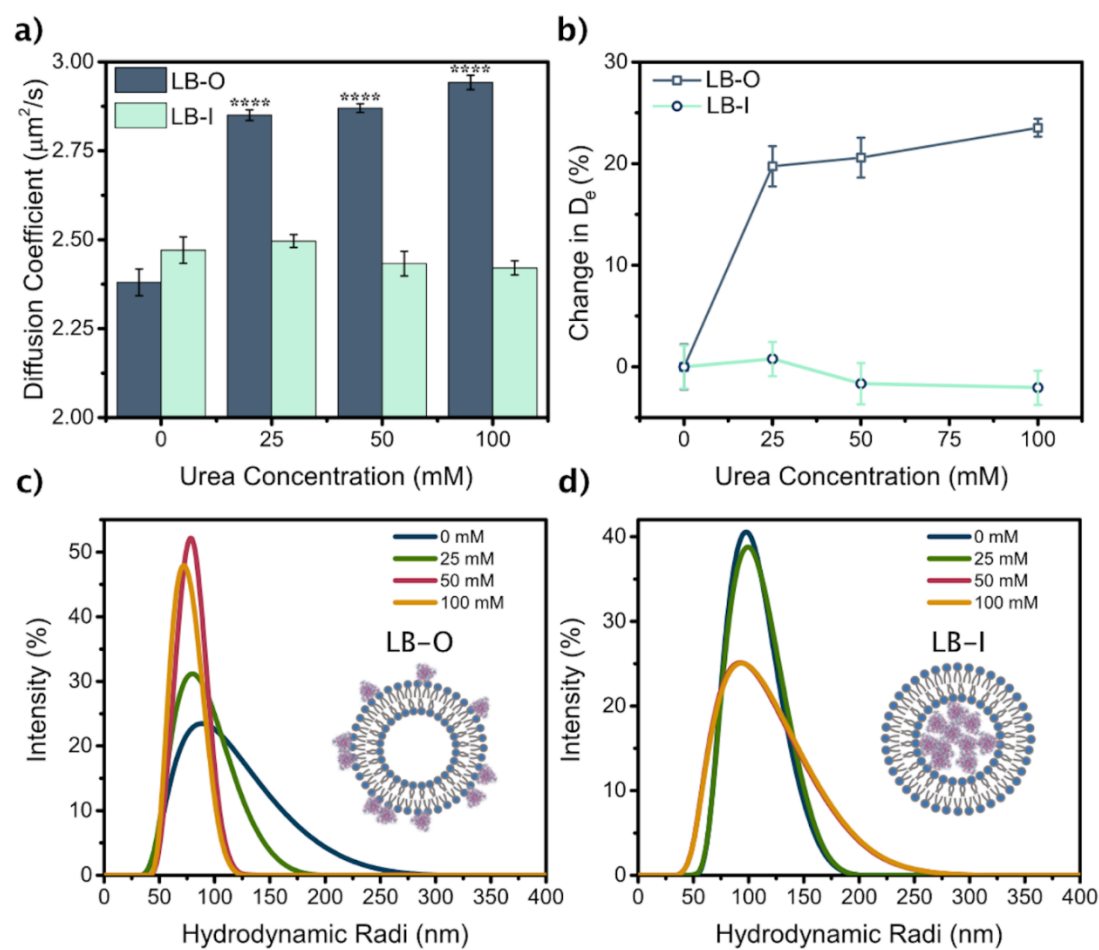 a)
3.00
2.75
2.50
2.25
2.00
Diffusion Coefficient (μm²/s)
LB-O
LB-I
****
****
****
0
25
50
100
Urea Concentration (mM)
b)
30
20
10
0
Change in Dₑ (%)
LB-O
LB-I
0
25
50
75
100
Urea Concentration (mM)
c)
50
40
30
20
10
0
Intensity (%)
0 mM
25 mM
50 mM
100 mM
LB-O
0
50
100
150
200
250
300
350
400
Hydrodynamic Radi (nm)
d)
40
30
20
10
0
Intensity (%)
0 mM
25 mM
50 mM
100 mM
LB-I
0
50
100
150
200
250
300
350
400
Hydrodynamic Radi (nm)